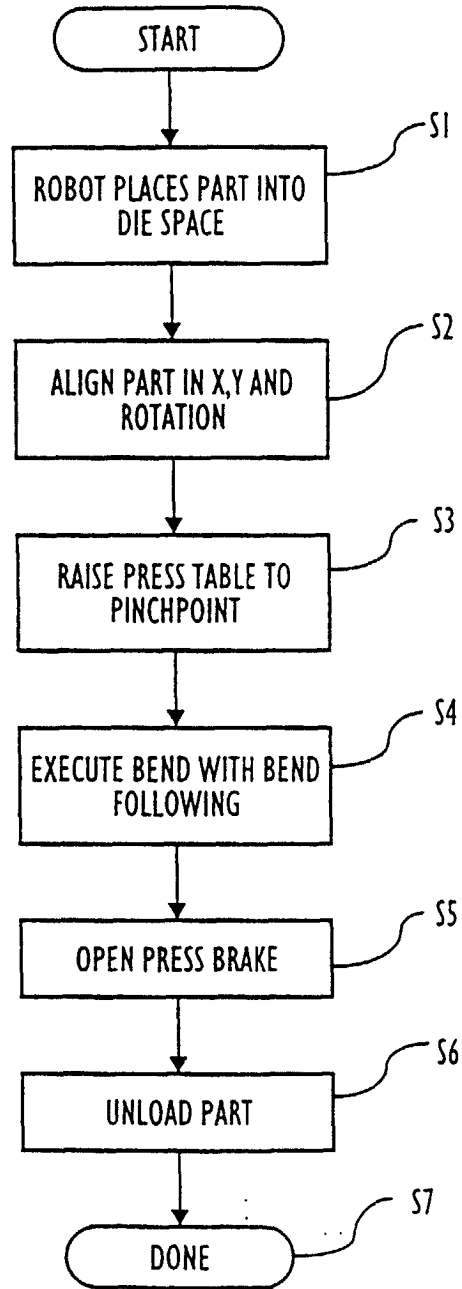 START
S1
ROBOT PLACES PART INTO
DIE SPACE
S2
ALIGN PART IN X,Y AND
ROTATION
S3
RAISE PRESS TABLE TO
PINCHPOINT
S4
EXECUTE BEND WITH BEND
FOLLOWING
S5
OPEN PRESS BRAKE
S6
UNLOAD PART
S7
DONE